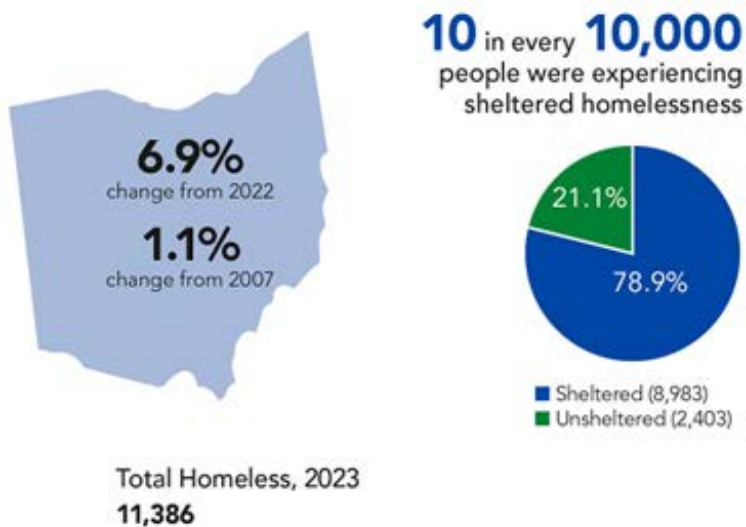 10 in every 10,000
people were experiencing
sheltered homelessness
6.9%
change from 2022
1.1%
change from 2007
21.1%
78.9%
Sheltered (8,983)
Unsheltered (2,403)
Total Homeless, 2023
11,386